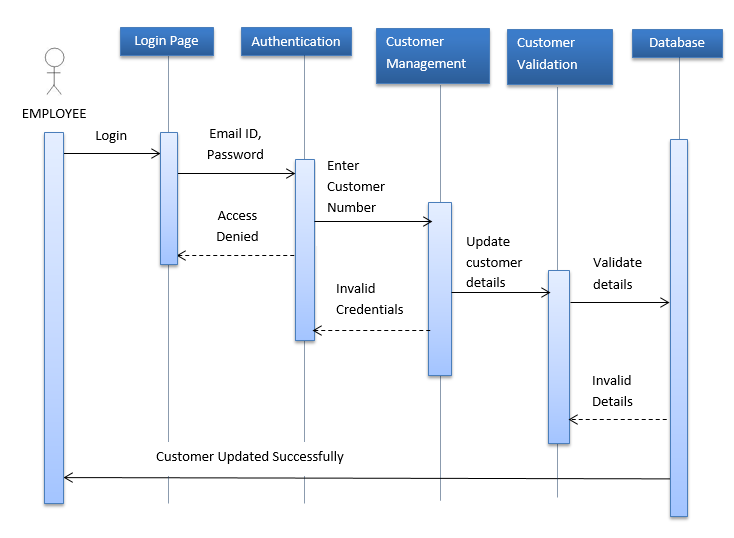 Login Page
Authentication
Customer
Management
Customer
Validation
Database
EMPLOYEE
Login
Email ID,
Password
Enter
Customer
Number
Access
Denied
Update
customer
details
Validate
details
Invalid
Credentials
Invalid
Details
Customer Updated Successfully